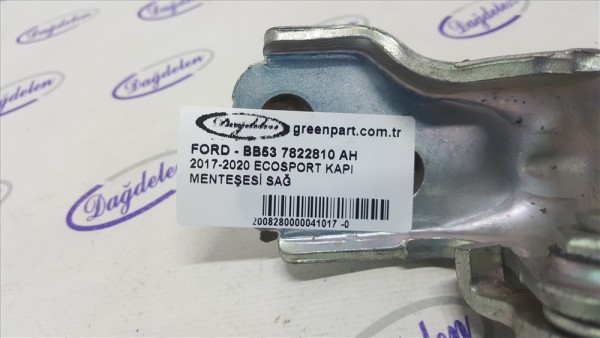 Dağdelen
Dağdelen
Dağdelen
greenpart.com.tr
FORD - BB53 7822810 AH
2017-2020 ECOSPORT KAPI
MENTEŞESİ SAĞ
2008280000041017 -0
Dağdelen
Dağdelen